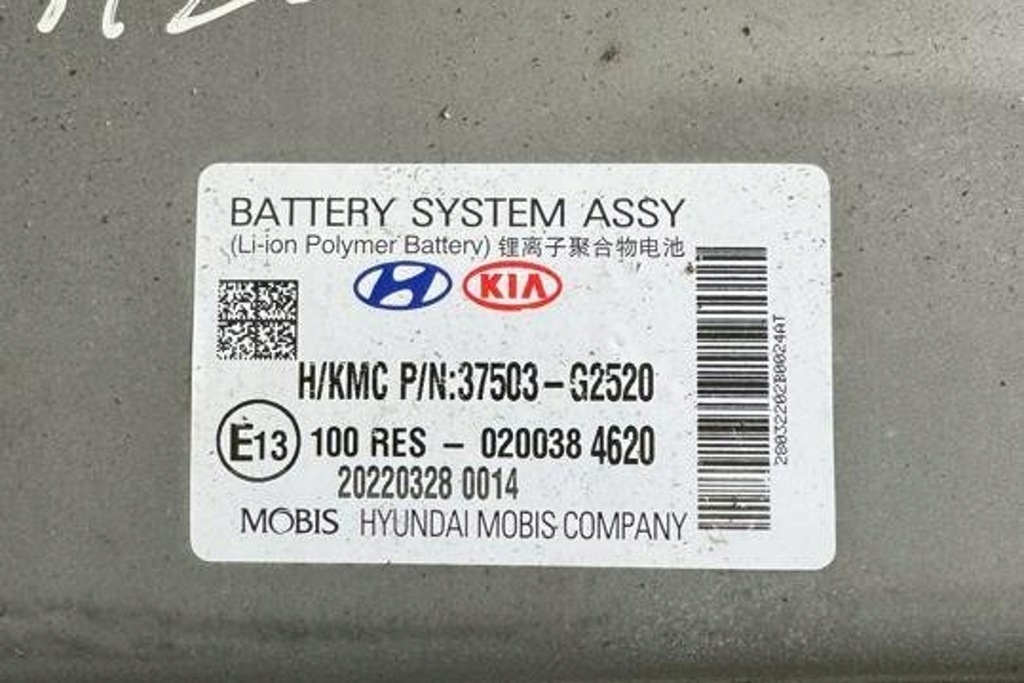 BATTERY SYSTEM ASSY
(Li-ion Polymer Battery) 锂离子聚合物电池
KIA
H/KMC P/N:37503-G2520
E13 100 RES - 020038 4620
20220328 0014
MOBIS HYUNDAI MOBIS COMPANY
28032202B0024AT